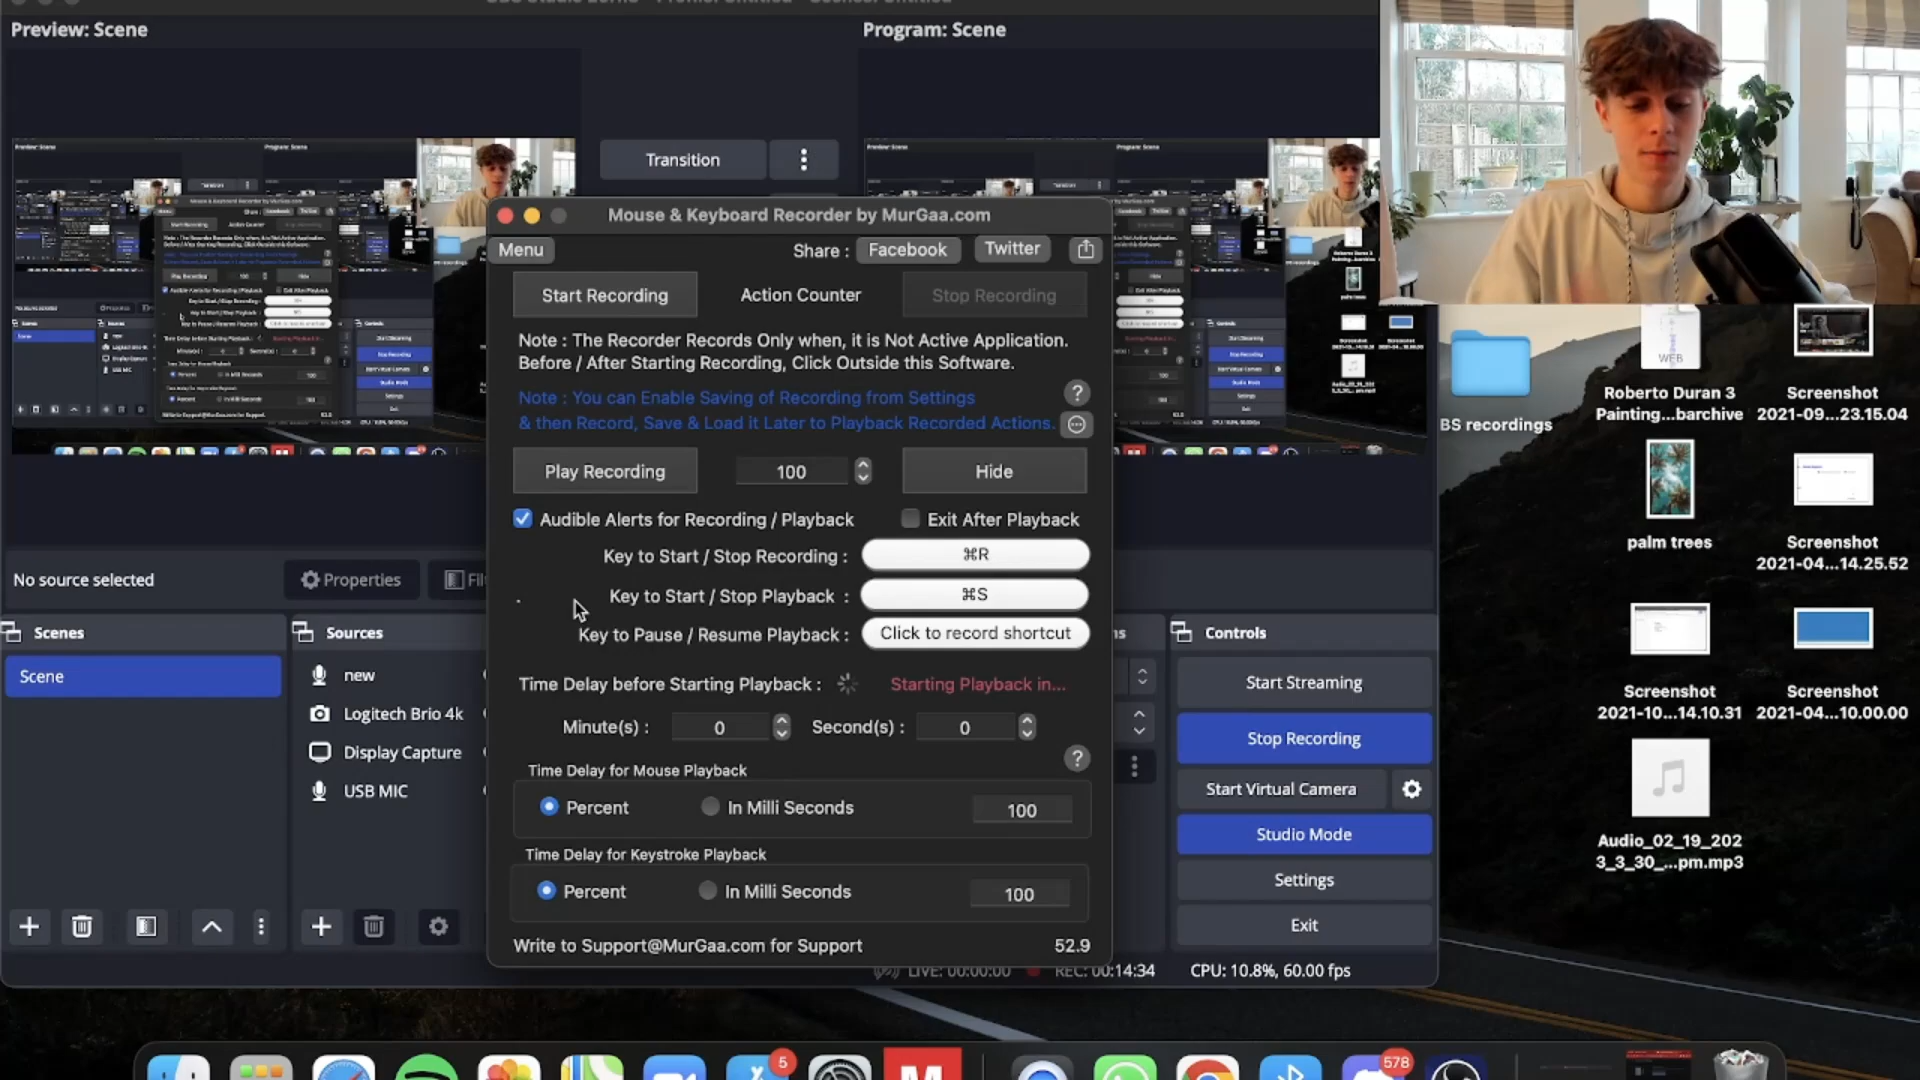 Preview: Scene
Program: Scene
Transition
Mouse & Keyboard Recorder by MurGaa.com
Menu
Share :
Facebook
Twitter
Start Recording
Action Counter
Stop Recording
Note : The Recorder Records Only when, it is Not Active Application.
Before / After Starting Recording, Click Outside this Software.
Note : You can Enable Saving of Recording from Settings
& then Record, Save & Load it Later to Playback Recorded Actions.
?
Play Recording
100
Hide
Audible Alerts for Recording / Playback
Exit After Playback
Key to Start / Stop Recording :
⌘R
Key to Start / Stop Playback :
⌘S
Key to Pause / Resume Playback :
Click to record shortcut
Time Delay before Starting Playback :
Starting Playback in...
Minute(s) :
0
Second(s) :
0
?
Time Delay for Mouse Playback
Percent
In Milli Seconds
100
Time Delay for Keystroke Playback
Percent
In Milli Seconds
100
Write to Support@MurGaa.com for Support
52.9
No source selected
Properties
Scenes
Scene
Sources
new
Logitech Brio 4k
Display Capture
USB MIC
Controls
Start Streaming
Stop Recording
Start Virtual Camera
Studio Mode
Settings
Exit
LIVE: 00:00:00
REC: 00:14:34
CPU: 10.8%, 60.00 fps
BS recordings
WEB
Roberto Duran 3
Painting...barchive
Screenshot
2021-09...23.15.04
palm trees
Screenshot
2021-04...14.25.52
Screenshot
2021-10...14.10.31
Screenshot
2021-04...10.00.00
Audio_02_19_202
3_3_30_...pm.mp3
5
578